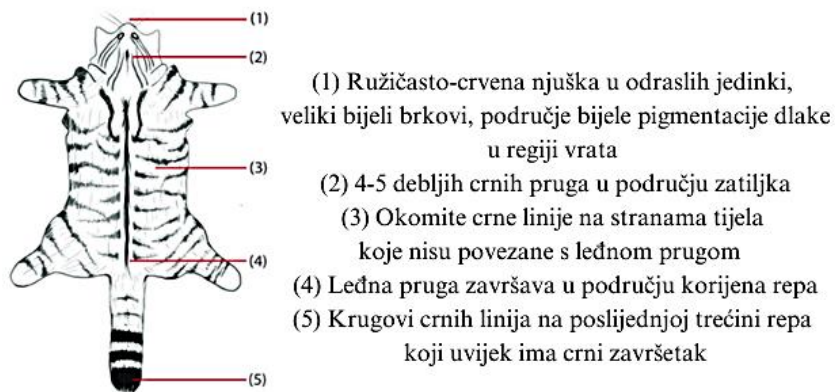 (1)
(2)
(3)
(4)
(5)
(1) Ružičasto-crvena njuška u odraslih jedinki,
veliki bijeli brkovi, područje bijele pigmentacije dlake
u regiji vrata
(2) 4-5 debljih crnih pruga u području zatiljka
(3) Okomite crne linije na stranama tijela
koje nisu povezane s leđnom prugom
(4) Leđna pruga završava u području korijena repa
(5) Krugovi crnih linija na poslijednjoj trećini repa
koji uvijek ima crni završetak